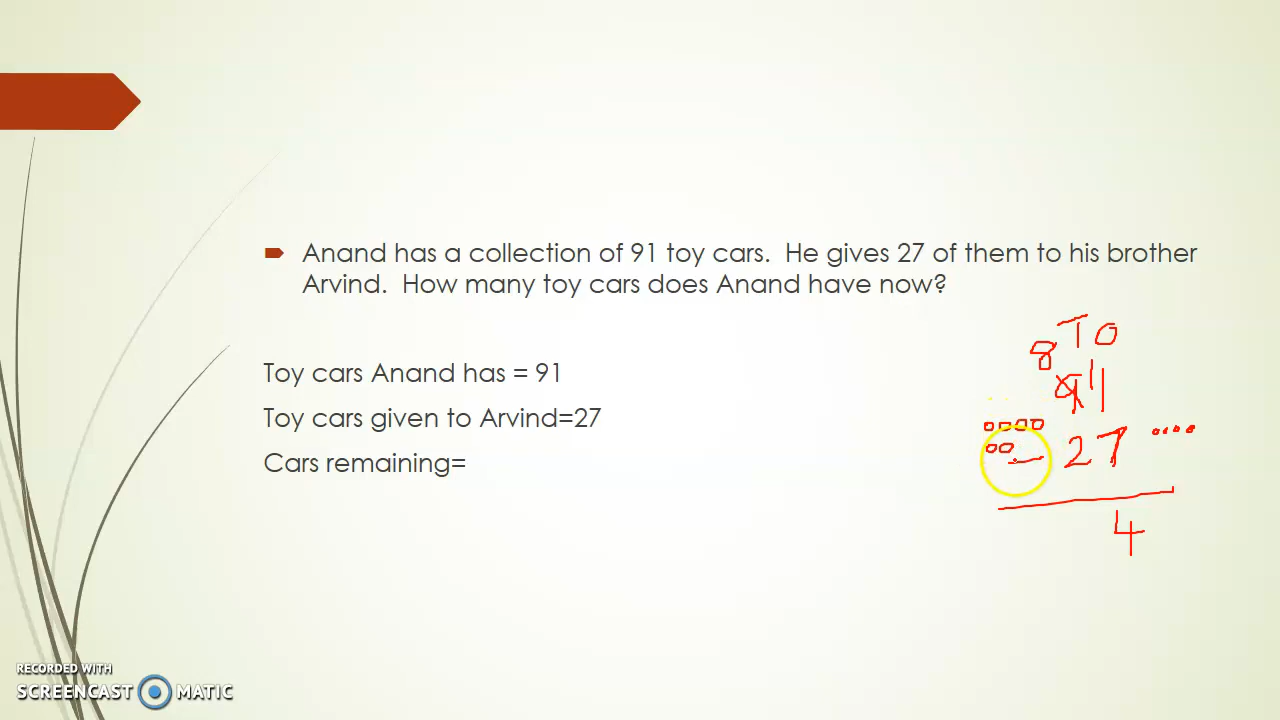 Anand has a collection of 91 toy cars. He gives 27 of them to his brother
Arvind. How many toy cars does Anand have now?
T O
8
Toy cars Anand has = 91
91 1
Toy cars given to Arvind=27
- 27
Cars remaining=
4
RECORDED WITH
SCREENCAST MATIC